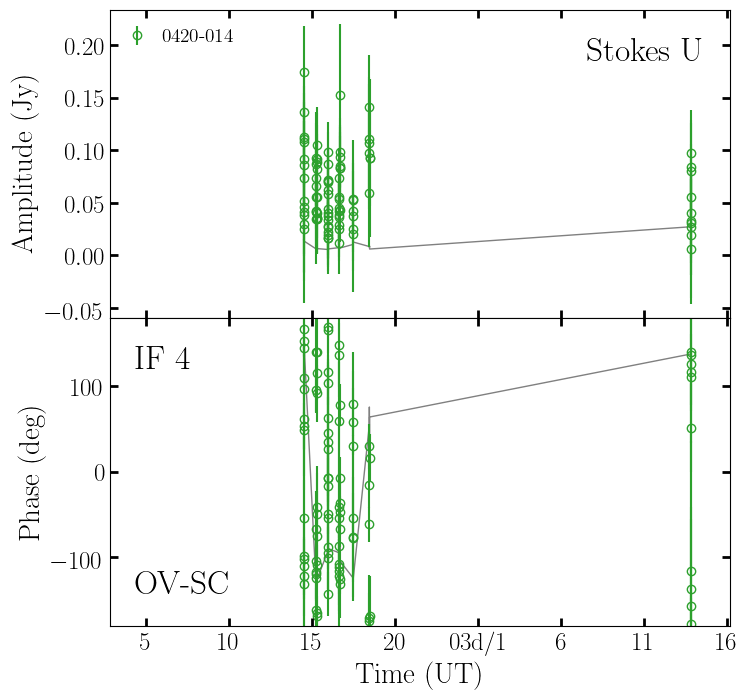 0420-014
Stokes U
0.20
0.15
0.10
0.05
0.00
−0.05
Amplitude (Jy)
IF 4
100
0
−100
Phase (deg)
OV-SC
5 10 15 20 03d/1 6 11 16
Time (UT)